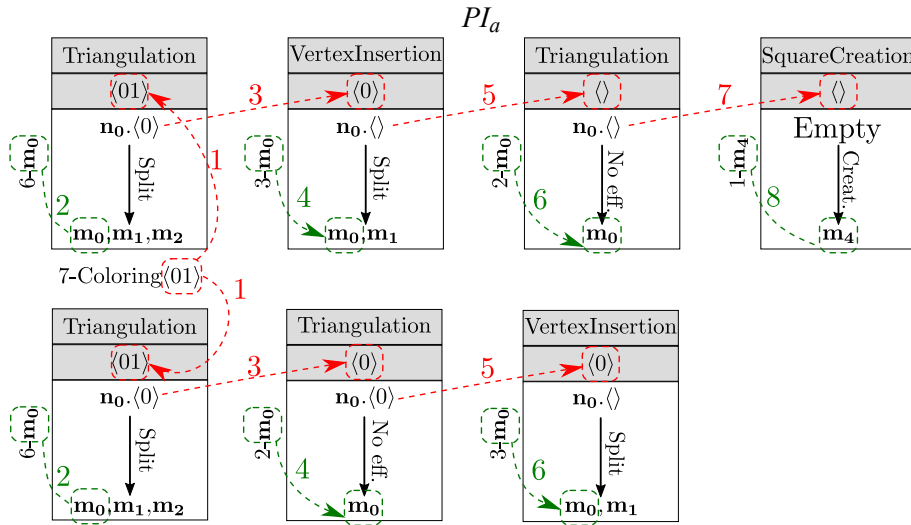 PI_a
Triangulation
⟨01⟩
n₀.⟨0⟩
Split
6-m₀
m₀,m₁,m₂
1
2
3
VertexInsertion
⟨0⟩
n₀.⟨⟩
Split
3-m₀
m₀,m₁
4
5
Triangulation
⟨⟩
n₀.⟨⟩
No eff.
2-m₀
m₀
6
7
SquareCreation
⟨⟩
Empty
Creat.
1-m₄
m₄
8
7-Coloring⟨01⟩
1
Triangulation
⟨01⟩
n₀.⟨0⟩
Split
6-m₀
m₀,m₁,m₂
2
3
Triangulation
⟨0⟩
n₀.⟨0⟩
No eff.
2-m₀
m₀
4
5
VertexInsertion
⟨0⟩
n₀.⟨⟩
Split
3-m₀
m₀,m₁
6